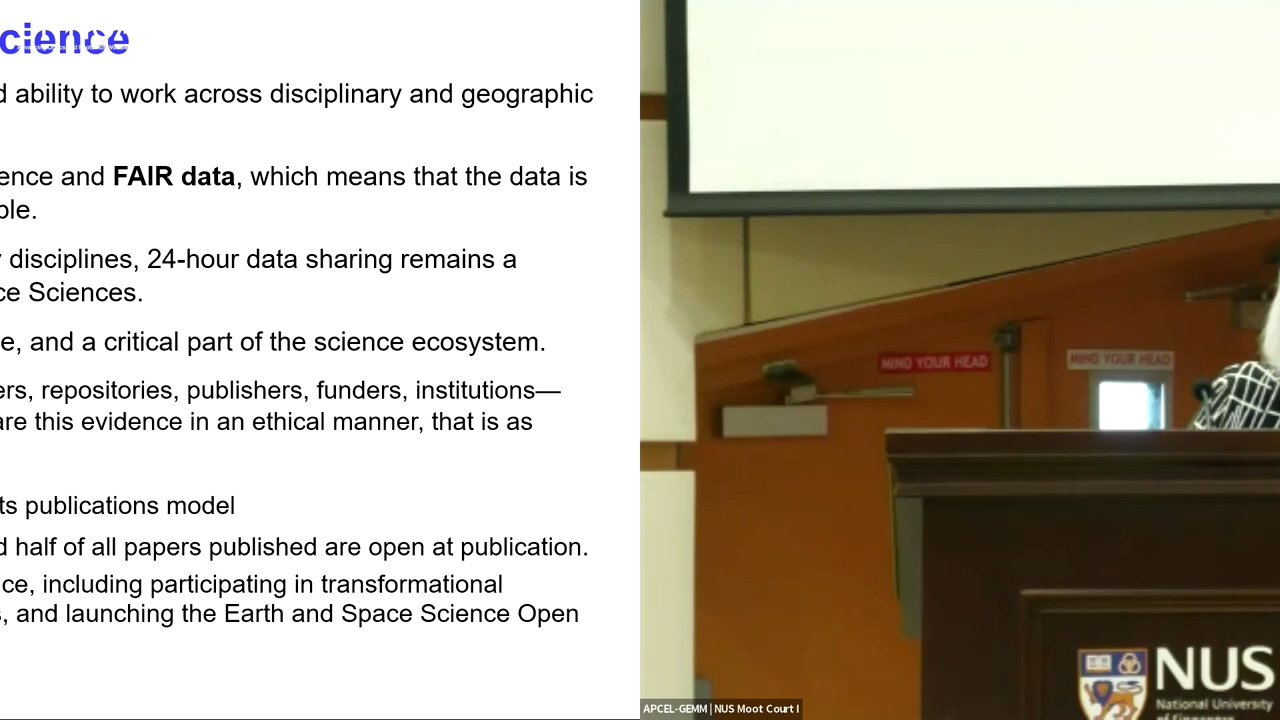 cience
d ability to work across disciplinary and geographic
ence and FAIR data, which means that the data is
ble.
y disciplines, 24-hour data sharing remains a
ce Sciences.
e, and a critical part of the science ecosystem.
ers, repositories, publishers, funders, institutions—
are this evidence in an ethical manner, that is as
ts publications model
d half of all papers published are open at publication.
ce, including participating in transformational
s, and launching the Earth and Space Science Open
MIND YOUR HEAD
MIND YOUR HEAD
NUS
National University
of Singapore
APCEL-GEMM | NUS Moot Court I